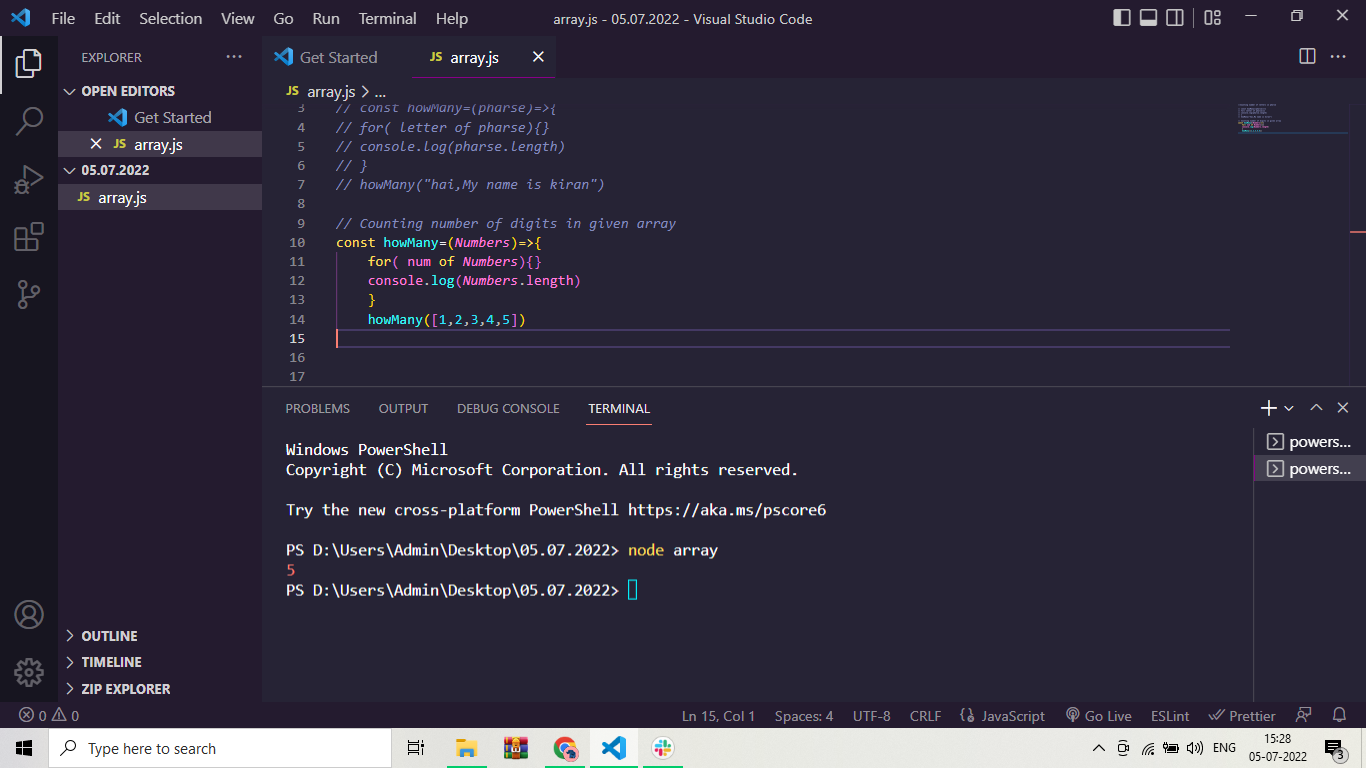 File Edit Selection View Go Run Terminal Help array.js - 05.07.2022 - Visual Studio Code
EXPLORER
OPEN EDITORS
Get Started
JS array.js
05.07.2022
JS array.js
OUTLINE
TIMELINE
ZIP EXPLORER
Get Started JS array.js
JS array.js > ...
3 // const howMany=(pharse)=>{
4 // for( letter of pharse){}
5 // console.log(pharse.length)
6 // }
7 // howMany("hai,My name is kiran")
8
9 // Counting number of digits in given array
10 const howMany=(Numbers)=>{
11 for( num of Numbers){}
12 console.log(Numbers.length)
13 }
14 howMany([1,2,3,4,5])
15
16
17
PROBLEMS OUTPUT DEBUG CONSOLE TERMINAL
Windows PowerShell
Copyright (C) Microsoft Corporation. All rights reserved.
Try the new cross-platform PowerShell https://aka.ms/pscore6
PS D:\Users\Admin\Desktop\05.07.2022> node array
5
PS D:\Users\Admin\Desktop\05.07.2022>
powers...
powers...
0 0 Ln 15, Col 1 Spaces: 4 UTF-8 CRLF JavaScript Go Live ESLint Prettier
Type here to search
ENG
15:28
05-07-2022
3